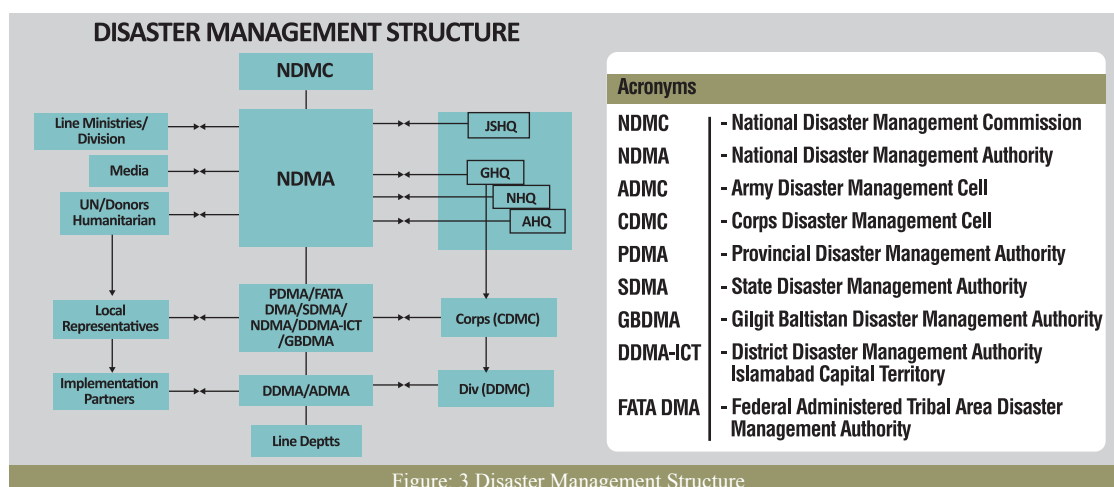 DISASTER MANAGEMENT STRUCTURE
NDMC
Line Ministries/
Division
Media
UN/Donors
Humanitarian
NDMA
JSHQ
GHQ
NHQ
AHQ
Local
Representatives
PDMA/FATA
DMA/SDMA/
NDMA/DDMA-ICT
/GBDMA
Corps (CDMC)
Implementation
Partners
DDMA/ADMA
Div (DDMC)
Line Deptts
Acronyms
NDMC - National Disaster Management Commission
NDMA - National Disaster Management Authority
ADMC - Army Disaster Management Cell
CDMC - Corps Disaster Management Cell
PDMA - Provincial Disaster Management Authority
SDMA - State Disaster Management Authority
GBDMA - Gilgit Baltistan Disaster Management Authority
DDMA-ICT - District Disaster Management Authority
Islamabad Capital Territory
FATA DMA - Federal Administered Tribal Area Disaster
Management Authority
Figure: 3 Disaster Management Structure